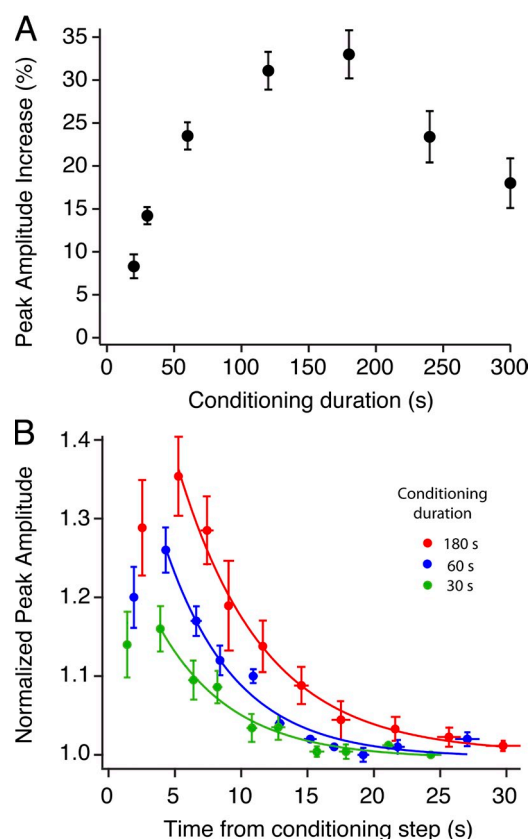 A
Peak Amplitude Increase (%)
35
30
25
20
15
10
5
0
0 50 100 150 200 250 300
Conditioning duration (s)
B
Normalized Peak Amplitude
1.4
1.3
1.2
1.1
1.0
Conditioning
duration
180 s
60 s
30 s
0 5 10 15 20 25 30
Time from conditioning step (s)